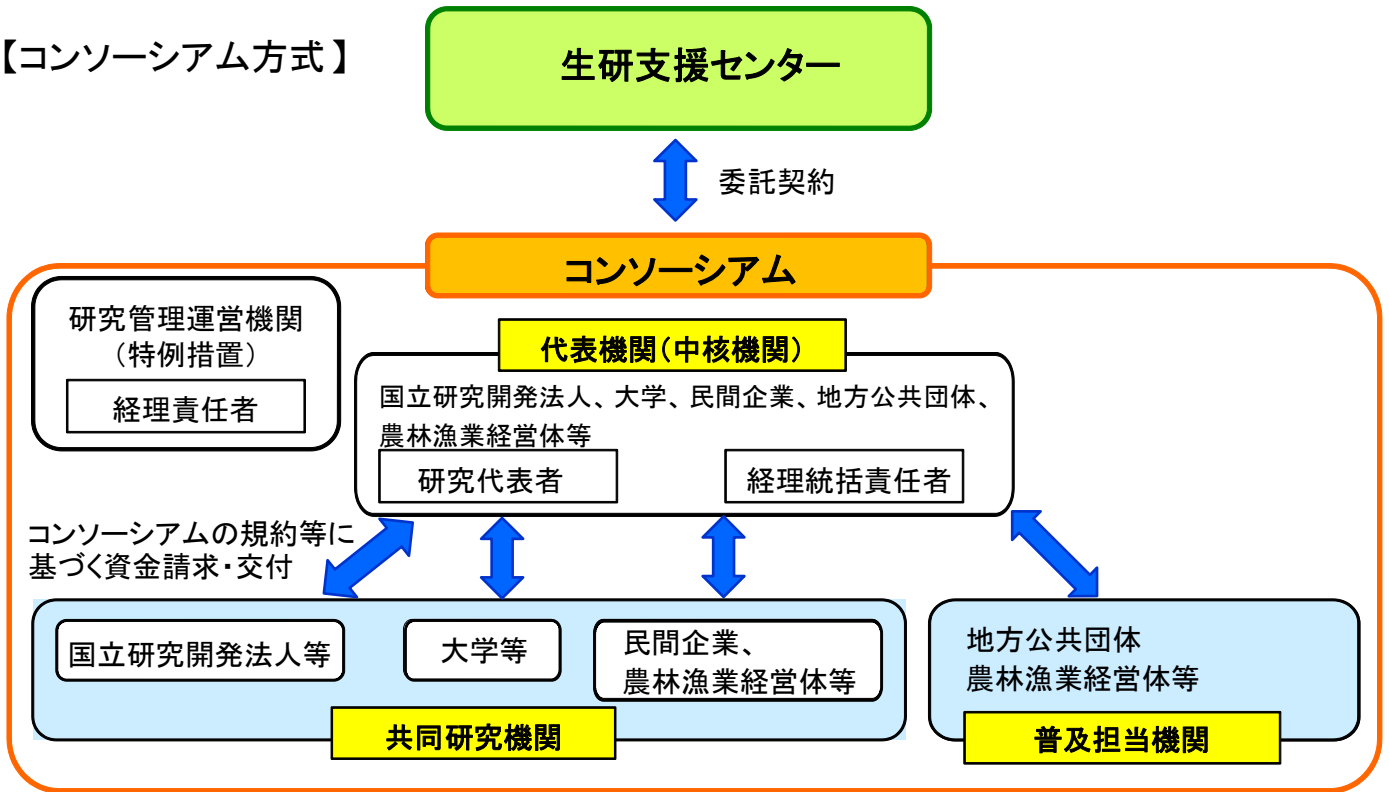 【コンソーシアム方式】
生研支援センター
委託契約
コンソーシアム
研究管理運営機関
（特例措置）
経理責任者
代表機関（中核機関）
国立研究開発法人、大学、民間企業、地方公共団体、
農林漁業経営体等
研究代表者
経理統括責任者
コンソーシアムの規約等に
基づく資金請求・交付
国立研究開発法人等
大学等
民間企業、
農林漁業経営体等
共同研究機関
地方公共団体
農林漁業経営体等
普及担当機関